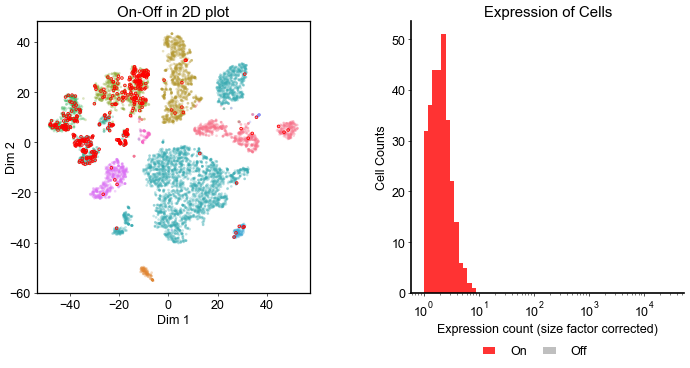 On-Off in 2D plot
Dim 2
40
20
0
−20
−40
−60
−40
−20
0
20
40
Dim 1
Expression of Cells
Cell Counts
50
40
30
20
10
0
10^0
10^1
10^2
10^3
10^4
Expression count (size factor corrected)
On
Off